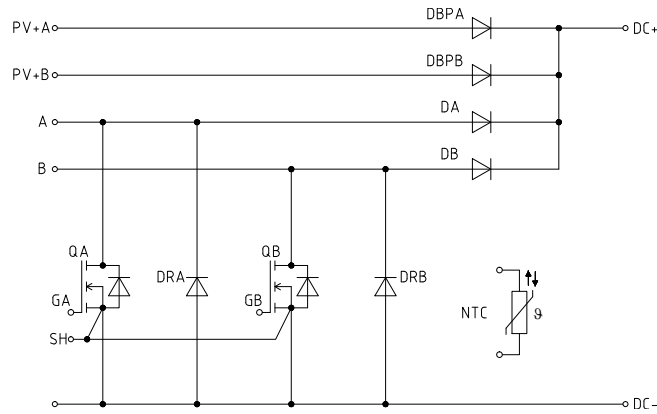 DBPA
PV+A
DC+
DBPB
PV+B
DA
A
DB
B
QA
QB
DRA
DRB
GA
GB
NTC
ϑ
SH
DC-